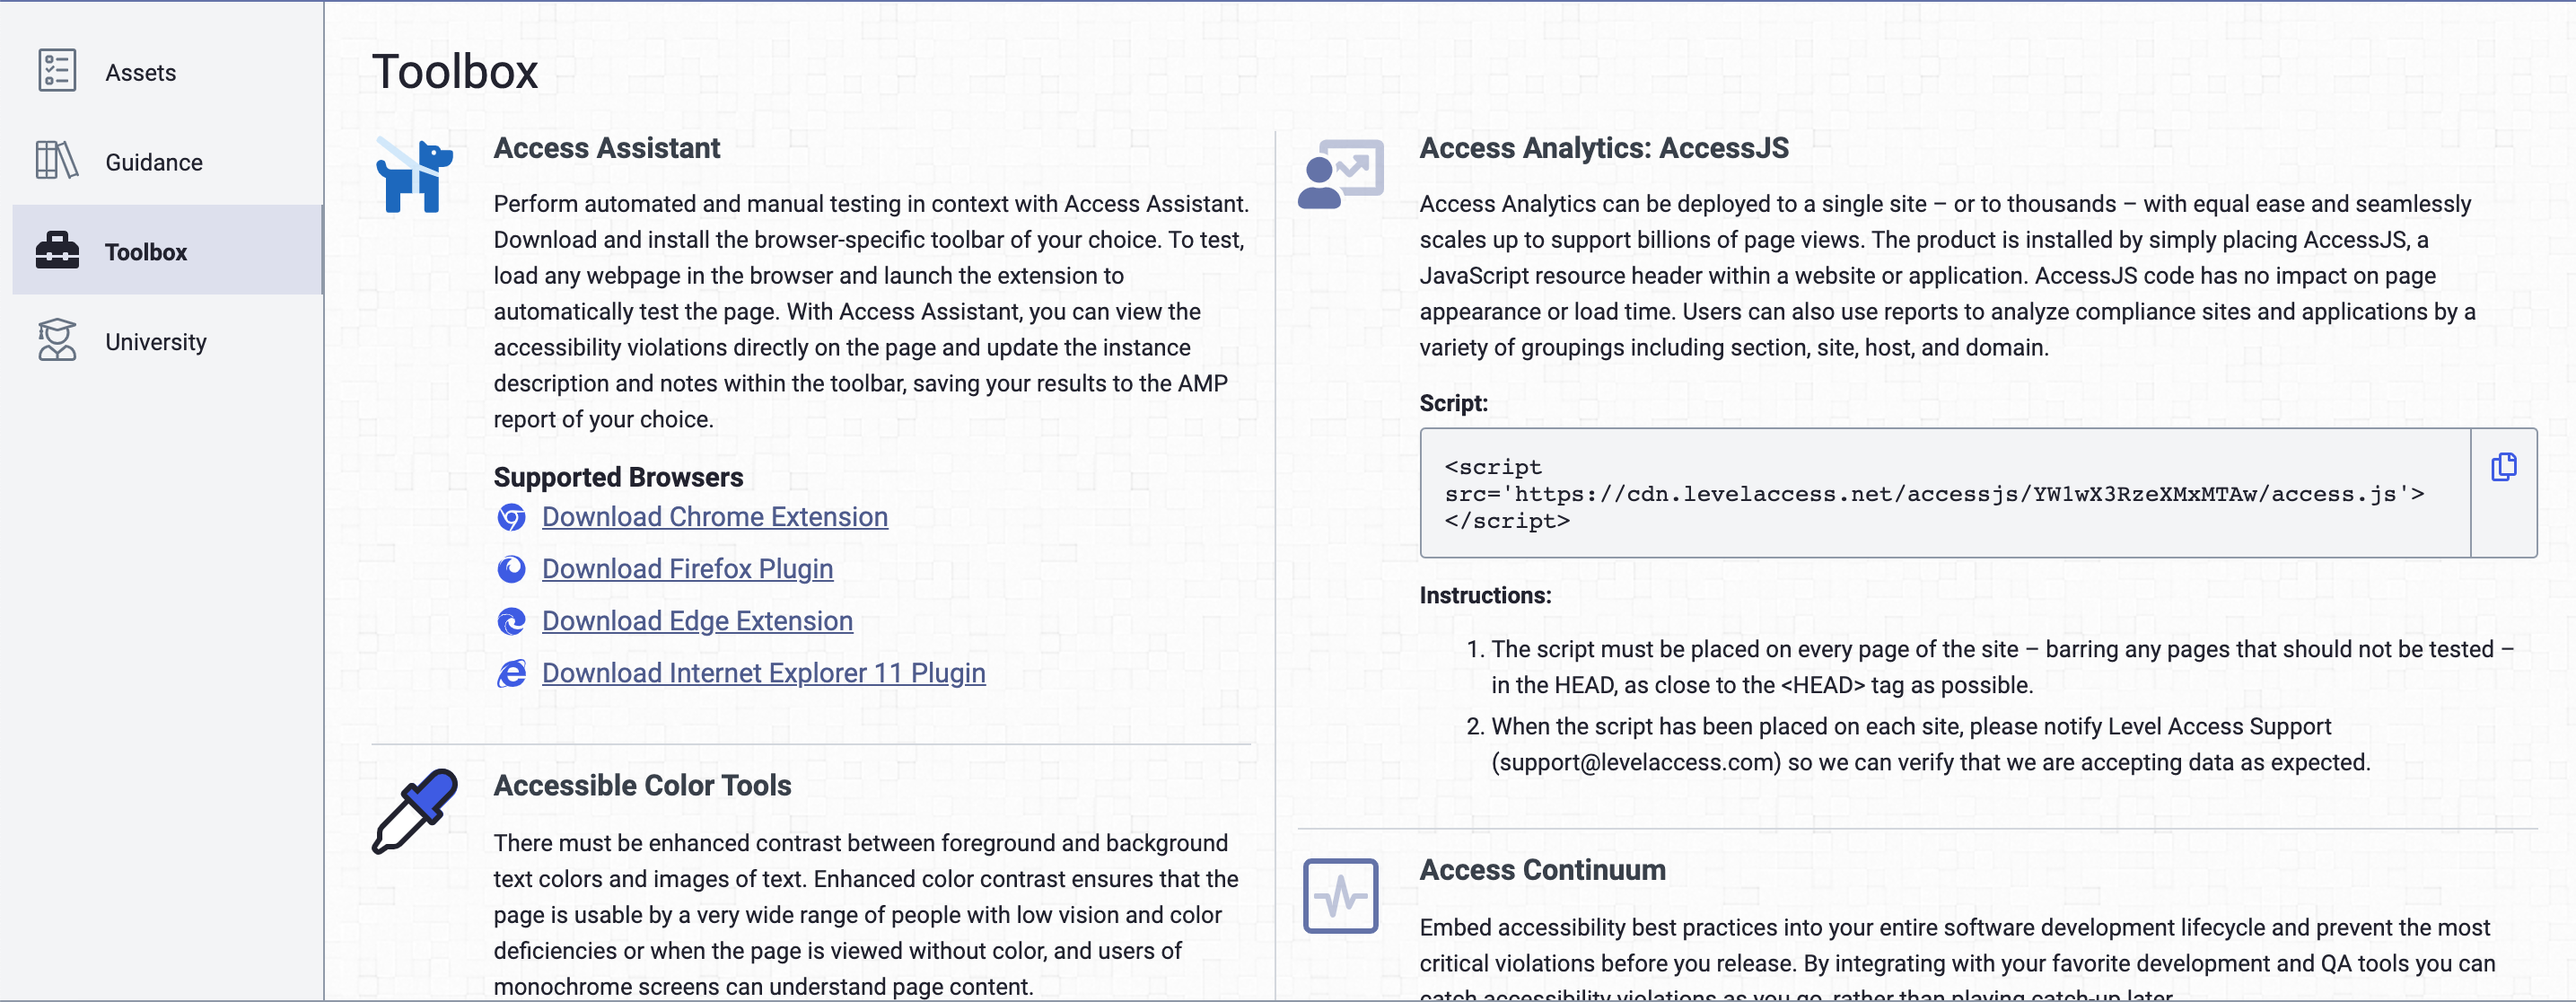 Assets
Guidance
Toolbox
University
Toolbox
Access Assistant
Perform automated and manual testing in context with Access Assistant.
Download and install the browser-specific toolbar of your choice. To test,
load any webpage in the browser and launch the extension to
automatically test the page. With Access Assistant, you can view the
accessibility violations directly on the page and update the instance
description and notes within the toolbar, saving your results to the AMP
report of your choice.
Supported Browsers
Download Chrome Extension
Download Firefox Plugin
Download Edge Extension
Download Internet Explorer 11 Plugin
Accessible Color Tools
There must be enhanced contrast between foreground and background
text colors and images of text. Enhanced color contrast ensures that the
page is usable by a very wide range of people with low vision and color
deficiencies or when the page is viewed without color, and users of
monochrome screens can understand page content.
Access Analytics: AccessJS
Access Analytics can be deployed to a single site – or to thousands – with equal ease and seamlessly
scales up to support billions of page views. The product is installed by simply placing AccessJS, a
JavaScript resource header within a website or application. AccessJS code has no impact on page
appearance or load time. Users can also use reports to analyze compliance sites and applications by a
variety of groupings including section, site, host, and domain.
Script:
<script
src='https://cdn.levelaccess.net/accessjs/YW1wX3RzeXMxMTAw/access.js'>
</script>
Instructions:
1. The script must be placed on every page of the site – barring any pages that should not be tested –
in the HEAD, as close to the <HEAD> tag as possible.
2. When the script has been placed on each site, please notify Level Access Support
(support@levelaccess.com) so we can verify that we are accepting data as expected.
Access Continuum
Embed accessibility best practices into your entire software development lifecycle and prevent the most
critical violations before you release. By integrating with your favorite development and QA tools you can
catch accessibility violations as you go, rather than playing catch-up later.